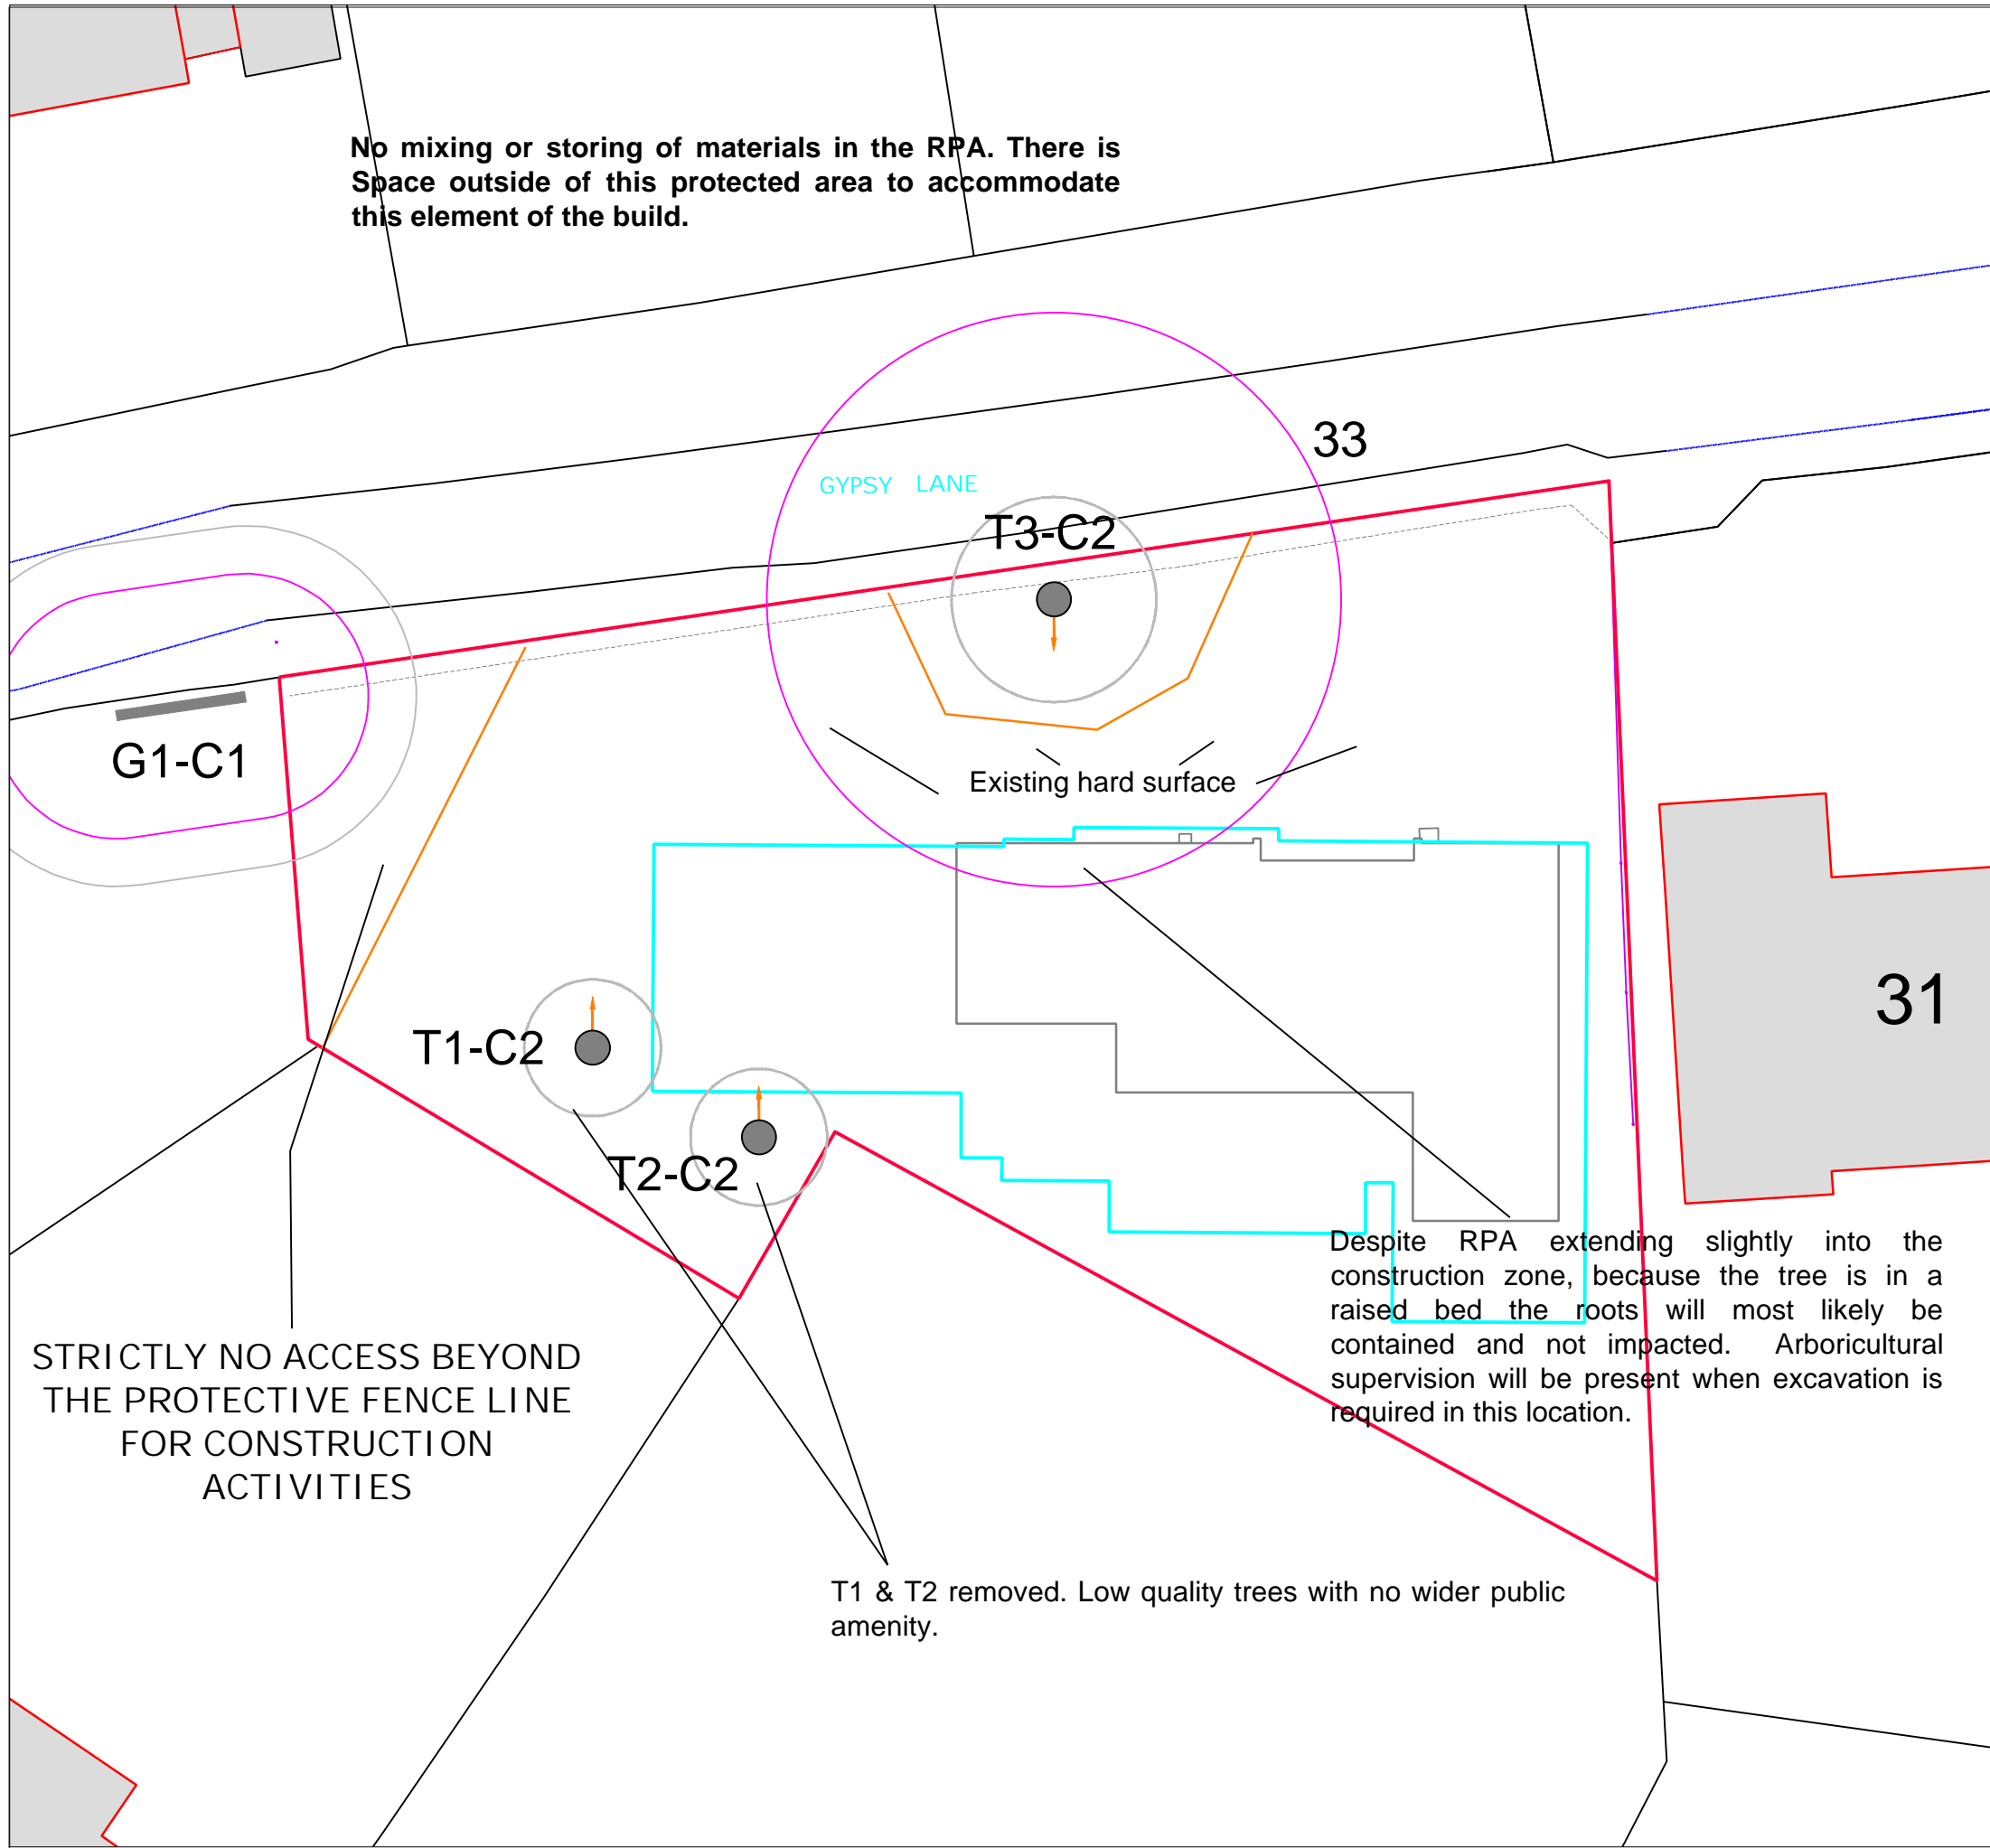 No mixing or storing of materials in the RPA. There is
Space outside of this protected area to accommodate
this element of the build.
33
GYPSY LANE
T3-C2
G1-C1
Existing hard surface
31
T1-C2
T2-C2
Despite RPA extending slightly into the
construction zone, because the tree is in a
raised bed the roots will most likely be
contained and not impacted. Arboricultural
supervision will be present when excavation is
required in this location.
STRICTLY NO ACCESS BEYOND
THE PROTECTIVE FENCE LINE
FOR CONSTRUCTION
ACTIVITIES
T1 & T2 removed. Low quality trees with no wider public
amenity.